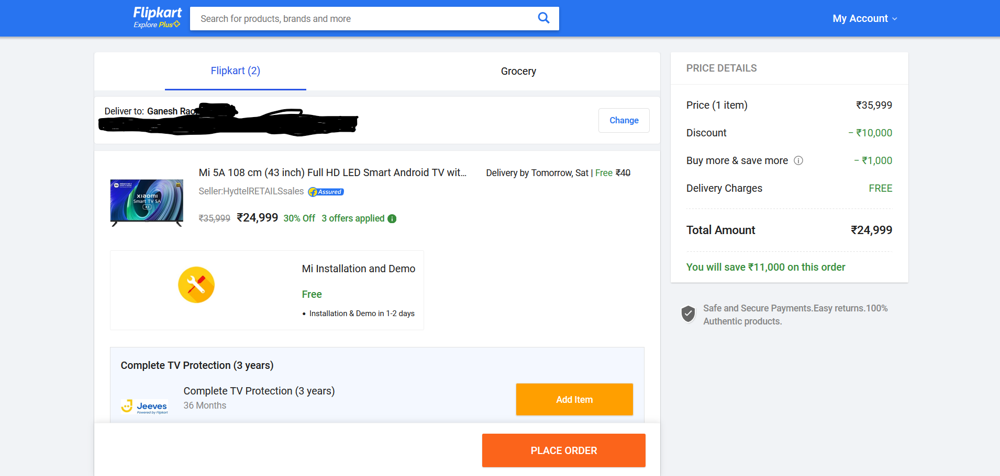 Flipkart
Explore Plus
Search for products, brands and more
My Account
Flipkart (2)
Grocery
Deliver to: Ganesh Rao
Change
Mi 5A 108 cm (43 inch) Full HD LED Smart Android TV wit...
Delivery by Tomorrow, Sat | Free ₹40
Seller:HydtelRETAILSsales
Assured
₹35,999 ₹24,999 30% Off 3 offers applied
xiaomi
Smart TV 5A
43
Mi Installation and Demo
Free
• Installation & Demo in 1-2 days
Complete TV Protection (3 years)
Complete TV Protection (3 years)
36 Months
Jeeves
Powered by Flipkart
Add Item
PLACE ORDER
PRICE DETAILS
Price (1 item) ₹35,999
Discount − ₹10,000
Buy more & save more − ₹1,000
Delivery Charges FREE
Total Amount ₹24,999
You will save ₹11,000 on this order
Safe and Secure Payments.Easy returns.100%
Authentic products.